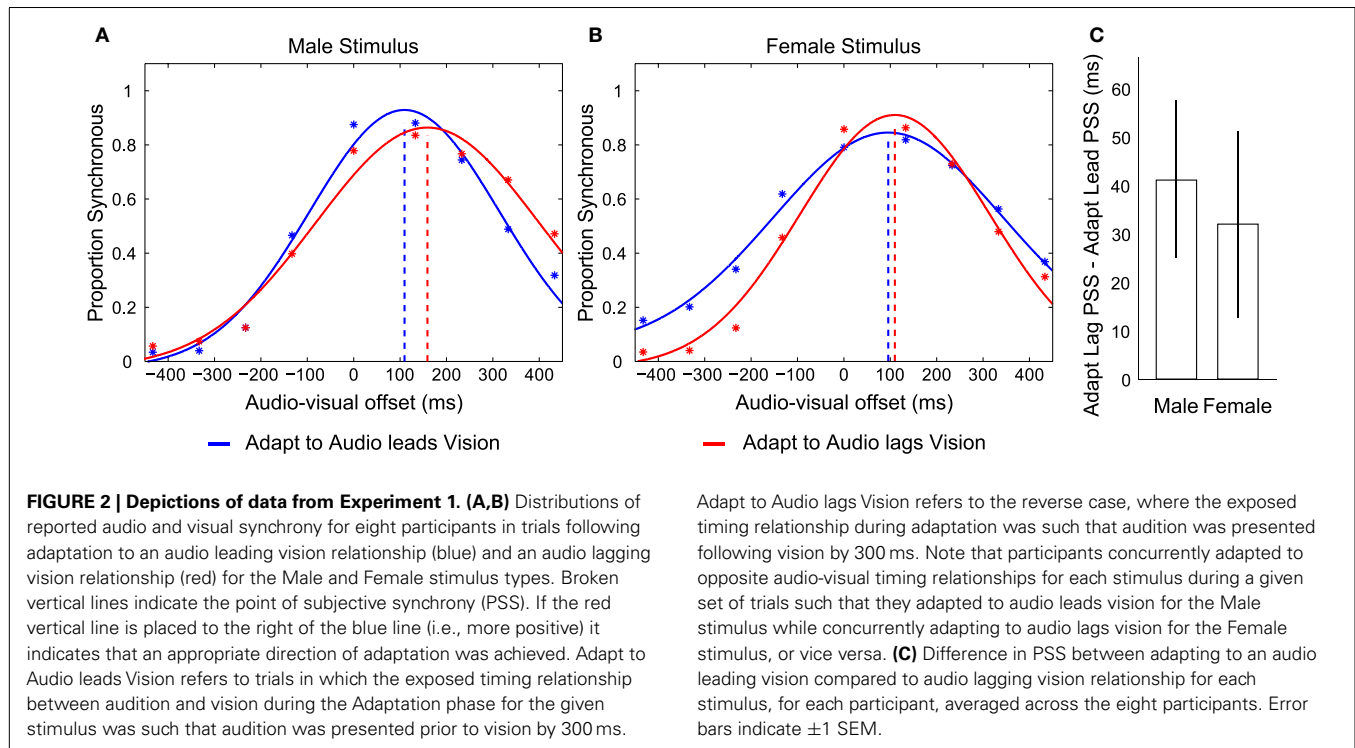 A
Male Stimulus
Proportion Synchronous
1
0.8
0.6
0.4
0.2
0
−400 −300 −200 −100 0 100 200 300 400
Audio-visual offset (ms)
B
Female Stimulus
Proportion Synchronous
1
0.8
0.6
0.4
0.2
0
−400 −300 −200 −100 0 100 200 300 400
Audio-visual offset (ms)
C
Adapt Lag PSS - Adapt Lead PSS (ms)
60
50
40
30
20
10
0
Male Female
Adapt to Audio leads Vision
Adapt to Audio lags Vision
FIGURE 2 | Depictions of data from Experiment 1. (A,B) Distributions of
reported audio and visual synchrony for eight participants in trials following
adaptation to an audio leading vision relationship (blue) and an audio lagging
vision relationship (red) for the Male and Female stimulus types. Broken
vertical lines indicate the point of subjective synchrony (PSS). If the red
vertical line is placed to the right of the blue line (i.e., more positive) it
indicates that an appropriate direction of adaptation was achieved. Adapt to
Audio leads Vision refers to trials in which the exposed timing relationship
between audition and vision during the Adaptation phase for the given
stimulus was such that audition was presented prior to vision by 300 ms.
Adapt to Audio lags Vision refers to the reverse case, where the exposed
timing relationship during adaptation was such that audition was presented
following vision by 300 ms. Note that participants concurrently adapted to
opposite audio-visual timing relationships for each stimulus during a given
set of trials such that they adapted to audio leads vision for the Male
stimulus while concurrently adapting to audio lags vision for the Female
stimulus, or vice versa. (C) Difference in PSS between adapting to an audio
leading vision compared to audio lagging vision relationship for each
stimulus, for each participant, averaged across the eight participants. Error
bars indicate ±1 SEM.